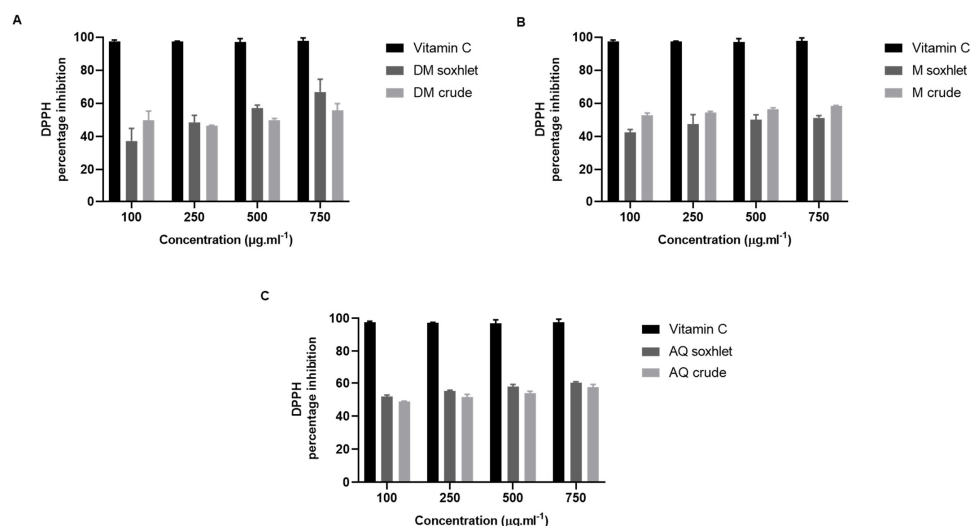 A
DPPH
percentage inhibition
100
80
60
40
20
0
100 250 500 750
Concentration (µg.ml⁻¹)
Vitamin C
DM soxhlet
DM crude
B
DPPH
percentage inhibition
100
80
60
40
20
0
100 250 500 750
Concentration (μg.ml⁻¹)
Vitamin C
M soxhlet
M crude
C
DPPH
percentage inhibition
100
80
60
40
20
0
100 250 500 750
Concentration (μg.ml⁻¹)
Vitamin C
AQ soxhlet
AQ crude